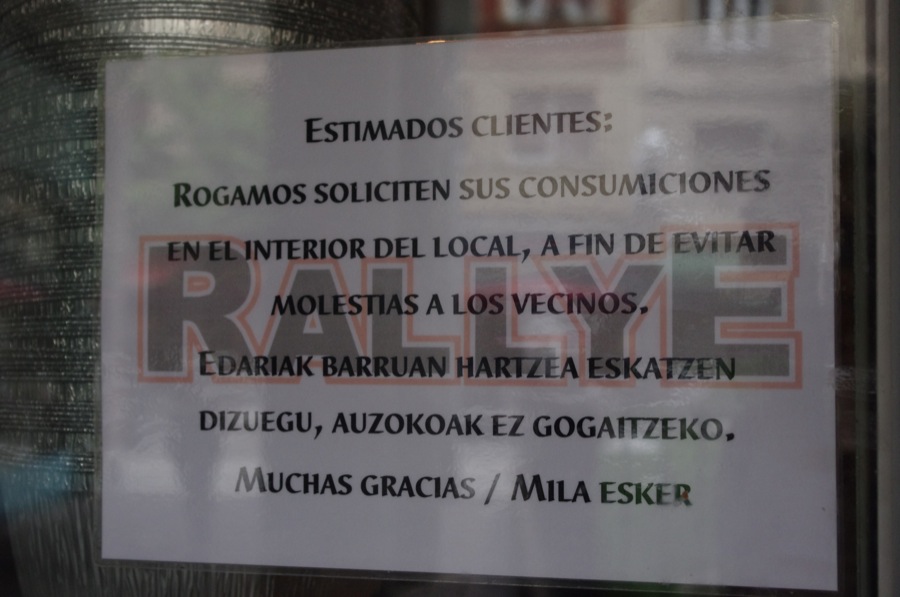 ESTIMADOS CLIENTES:
ROGAMOS SOLICITEN SUS CONSUMICIONES
EN EL INTERIOR DEL LOCAL, A FIN DE EVITAR
RALLYE
MOLESTIAS A LOS VECINOS.
EDARIAK BARRUAN HARTZEA ESKATZEN
DIZUEGU, AUZOKOAK EZ GOGAITZEKO.
MUCHAS GRACIAS / MILA ESKER